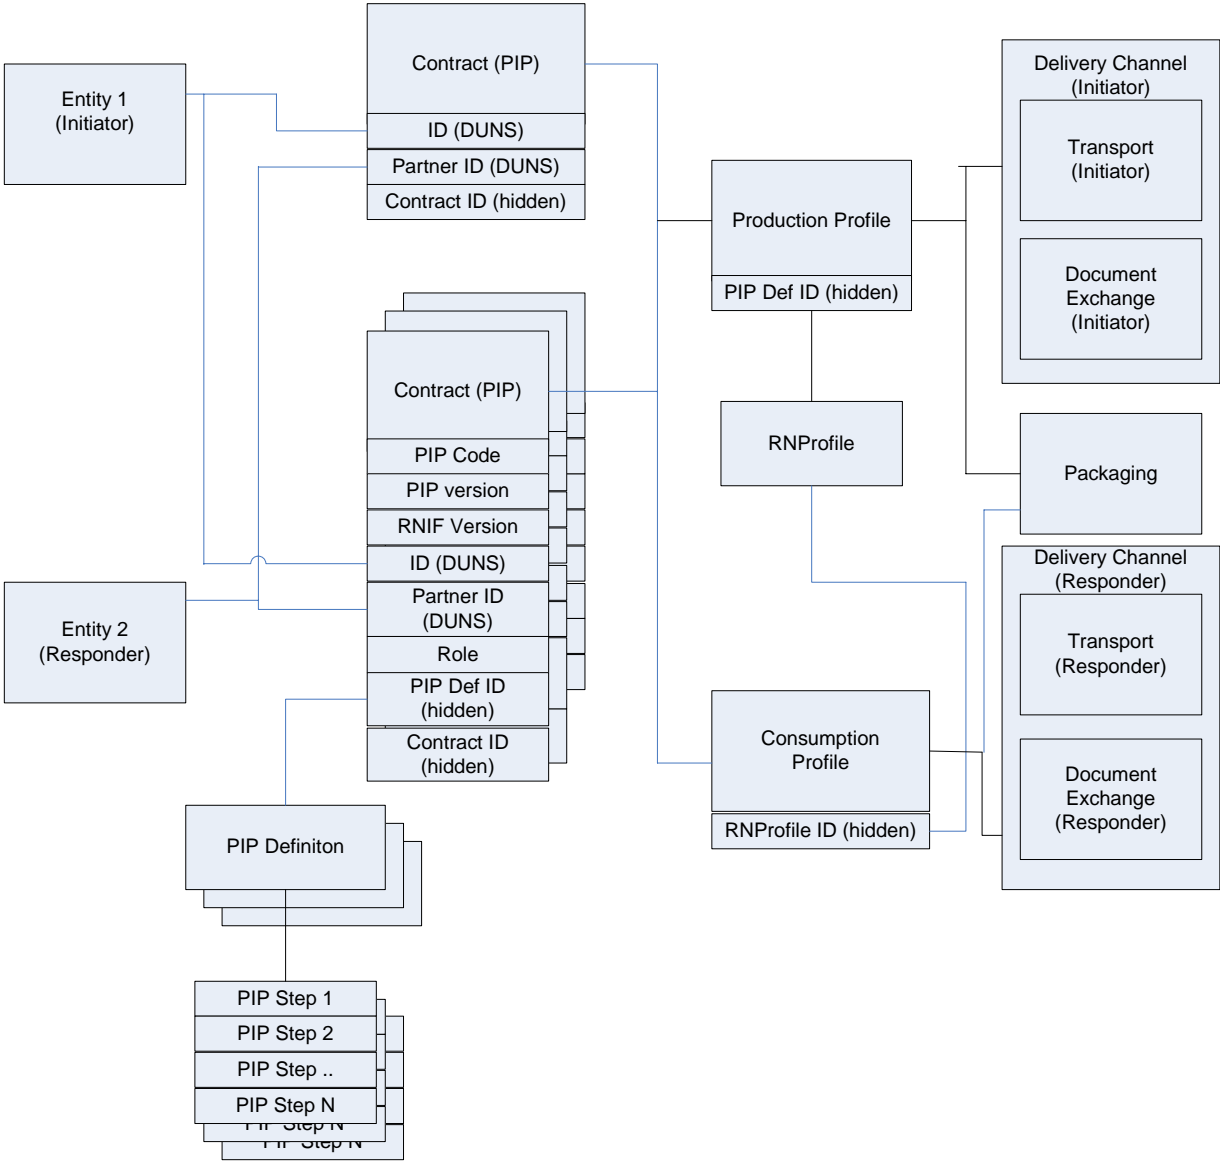 Entity 1
(Initiator)
Contract (PIP)
ID (DUNS)
Partner ID (DUNS)
Contract ID (hidden)
Production Profile
PIP Def ID (hidden)
Delivery Channel
(Initiator)
Transport
(Initiator)
Document
Exchange
(Initiator)
Contract (PIP)
PIP Code
PIP version
RNIF Version
ID (DUNS)
Partner ID
(DUNS)
Role
PIP Def ID
(hidden)
Contract ID
(hidden)
RNProfile
Packaging
Entity 2
(Responder)
Delivery Channel
(Responder)
Transport
(Responder)
Document
Exchange
(Responder)
Consumption
Profile
RNProfile ID (hidden)
PIP Definiton
PIP Step 1
PIP Step 2
PIP Step ..
PIP Step N
PIP Step N
PIP Step N